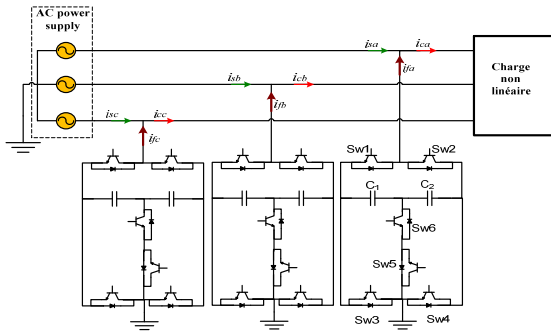 AC power
supply
isa
ica
ifa
isb
icb
ifb
isc
icc
ifc
Charge
non
linéaire
Sw1
Sw2
C1
C2
Sw6
Sw5
Sw3
Sw4